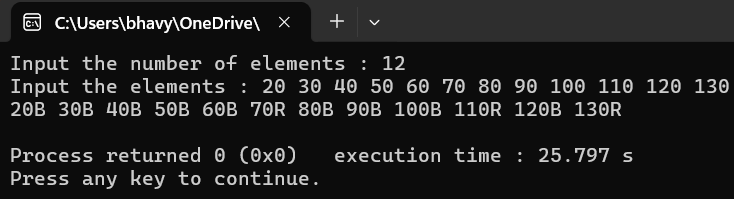 C:\Users\bhavy\OneDrive\
Input the number of elements : 12
Input the elements : 20 30 40 50 60 70 80 90 100 110 120 130
20B 30B 40B 50B 60B 70R 80B 90B 100B 110R 120B 130R
Process returned 0 (0x0)   execution time : 25.797 s
Press any key to continue.